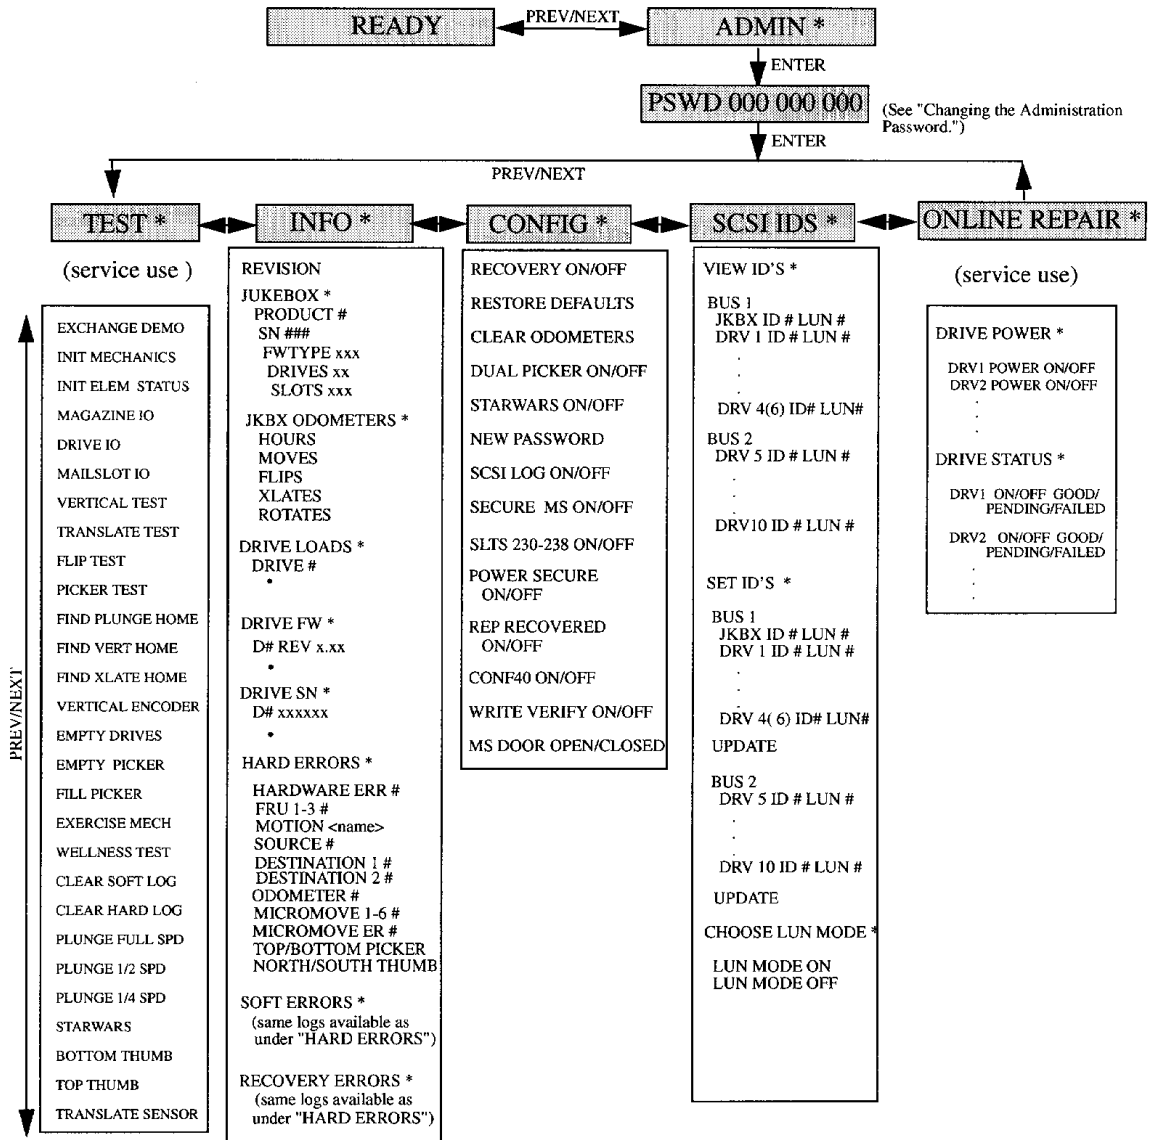 READY
PREV/NEXT
ADMIN *
ENTER
PSWD 000 000 000
(See "Changing the Administration
Password.")
ENTER
PREV/NEXT
TEST *
INFO *
CONFIG *
SCSI IDS *
ONLINE REPAIR *
(service use )
PREV/NEXT
EXCHANGE DEMO
INIT MECHANICS
INIT ELEM STATUS
MAGAZINE IO
DRIVE IO
MAILSLOT IO
VERTICAL TEST
TRANSLATE TEST
FLIP TEST
PICKER TEST
FIND PLUNGE HOME
FIND VERT HOME
FIND XLATE HOME
VERTICAL ENCODER
EMPTY DRIVES
EMPTY PICKER
FILL PICKER
EXERCISE MECH
WELLNESS TEST
CLEAR SOFT LOG
CLEAR HARD LOG
PLUNGE FULL SPD
PLUNGE 1/2 SPD
PLUNGE 1/4 SPD
STARWARS
BOTTOM THUMB
TOP THUMB
TRANSLATE SENSOR
REVISION
JUKEBOX *
PRODUCT #
SN ###
FWTYPE xxx
DRIVES xx
SLOTS xxx
JKBX ODOMETERS *
HOURS
MOVES
FLIPS
XLATES
ROTATES
DRIVE LOADS *
DRIVE #
DRIVE FW *
D# REV x.xx
DRIVE SN *
D# xxxxxx
HARD ERRORS *
HARDWARE ERR #
FRU 1-3 #
MOTION <name>
SOURCE #
DESTINATION 1 #
DESTINATION 2 #
ODOMETER #
MICROMOVE 1-6 #
MICROMOVE ER #
TOP/BOTTOM PICKER
NORTH/SOUTH THUMB
SOFT ERRORS *
(same logs available as
under "HARD ERRORS")
RECOVERY ERRORS *
(same logs available as
under "HARD ERRORS")
RECOVERY ON/OFF
RESTORE DEFAULTS
CLEAR ODOMETERS
DUAL PICKER ON/OFF
STARWARS ON/OFF
NEW PASSWORD
SCSI LOG ON/OFF
SECURE MS ON/OFF
SLTS 230-238 ON/OFF
POWER SECURE
ON/OFF
REP RECOVERED
ON/OFF
CONF40 ON/OFF
WRITE VERIFY ON/OFF
MS DOOR OPEN/CLOSED
VIEW ID'S *
BUS 1
JKBX ID # LUN #
DRV 1 ID # LUN #
DRV 4(6) ID# LUN#
BUS 2
DRV 5 ID # LUN #
DRV10 ID # LUN #
SET ID'S *
BUS 1
JKBX ID # LUN #
DRV 1 ID # LUN #
DRV 4( 6) ID# LUN#
UPDATE
BUS 2
DRV 5 ID # LUN #
DRV 10 ID # LUN #
UPDATE
CHOOSE LUN MODE *
LUN MODE ON
LUN MODE OFF
(service use)
DRIVE POWER *
DRV1 POWER ON/OFF
DRV2 POWER ON/OFF
DRIVE STATUS *
DRV1 ON/OFF GOOD/
PENDING/FAILED
DRV2 ON/OFF GOOD/
PENDING/FAILED